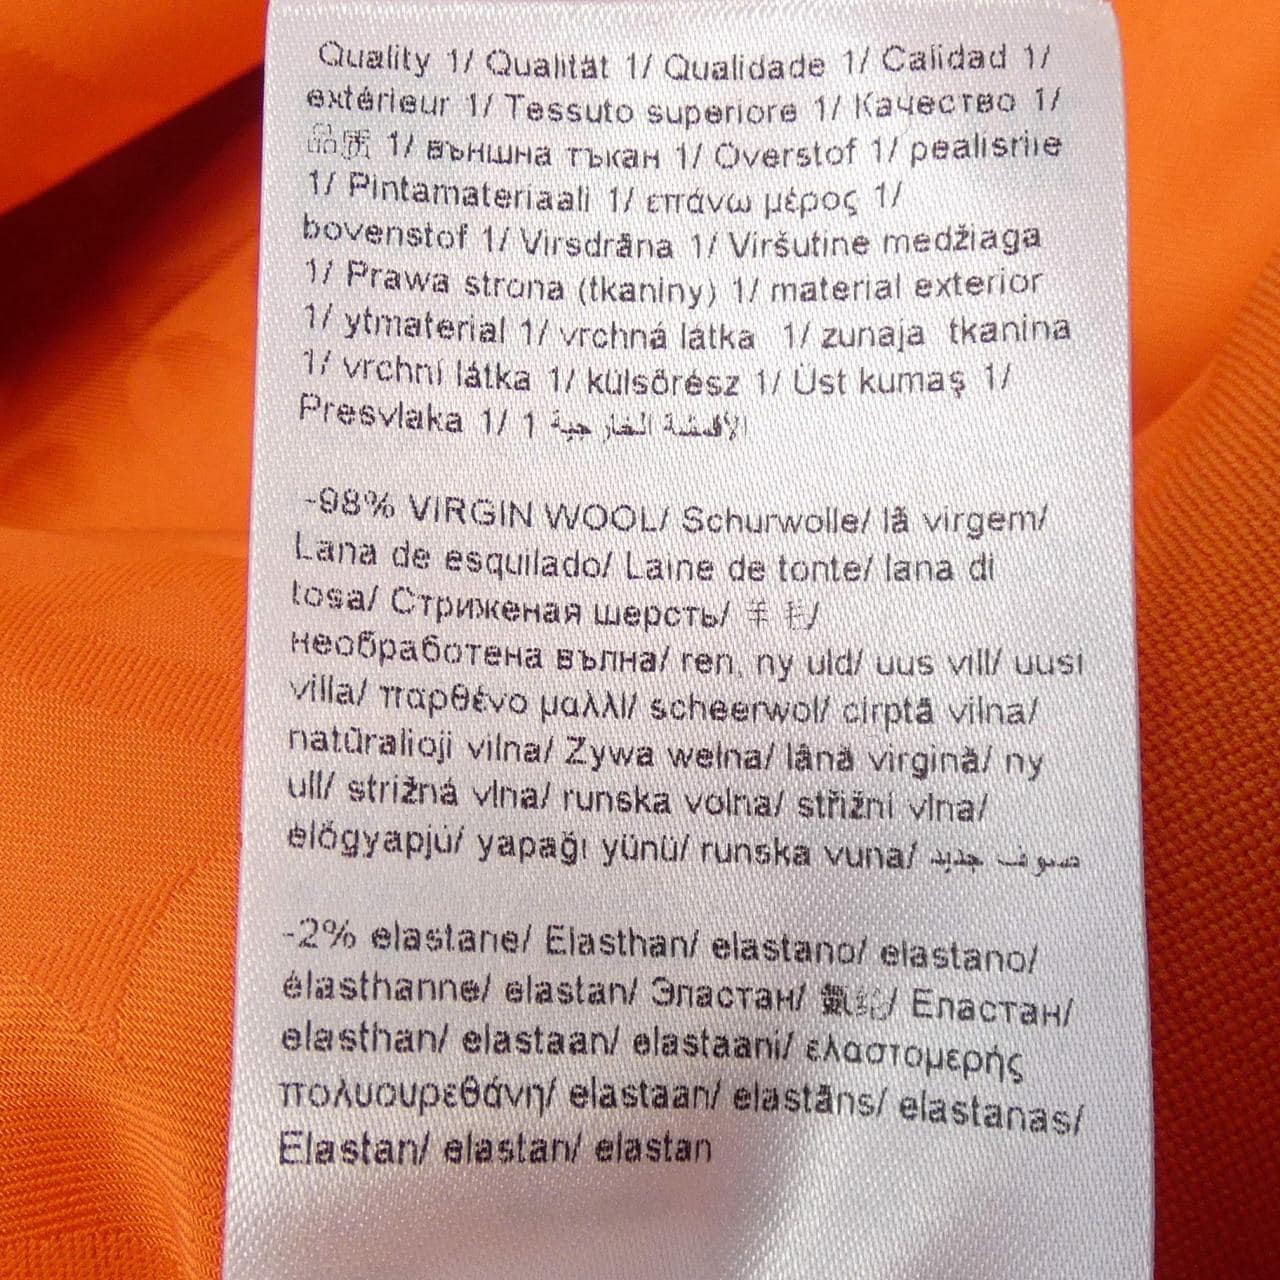 Quality 1/ Qualität 1/ Qualidade 1/ Calidad 1/
extérieur 1/ Tessuto superiore 1/ Качество 1/
品质 1/ външна тъкан 1/ Overstof 1/ pealisriie
1/ Pintamateriaali 1/ επάνω μέρος 1/
bovenstof 1/ Virsdrāna 1/ Viršutinė medžiaga
1/ Prawa strona (tkaniny) 1/ material exterior
1/ ytmaterial 1/ vrchná látka 1/ zunaja tkanina
1/ vrchní látka 1/ külsőrész 1/ Üst kumaş 1/
Presvlaka 1/ 1 الأقمشة الخارجية
-98% VIRGIN WOOL/ Schurwolle/ lã virgem/
Lana de esquilado/ Laine de tonte/ lana di
tosa/ Стриженая шерсть/ 羊毛/
необработена вълна/ ren, ny uld/ uus vill/ uusi
villa/ παρθένο μαλλί/ scheerwol/ cirptā vilna/
natūralioji vilna/ Żywa wełna/ lână virgină/ ny
ull/ strižná vlna/ runska volna/ střižní vlna/
élőgyapjú/ yapağı yünü/ runska vuna/ صوف جديد
-2% elastane/ Elasthan/ elastano/ elastano/
élasthanne/ elastan/ Эластан/ 氨纶/ Еластан/
elasthan/ elastaan/ elastaani/ ελαστομερής
πολυουρεθάνη/ elastaan/ elastāns/ elastanas/
Elastan/ elastan/ elastan